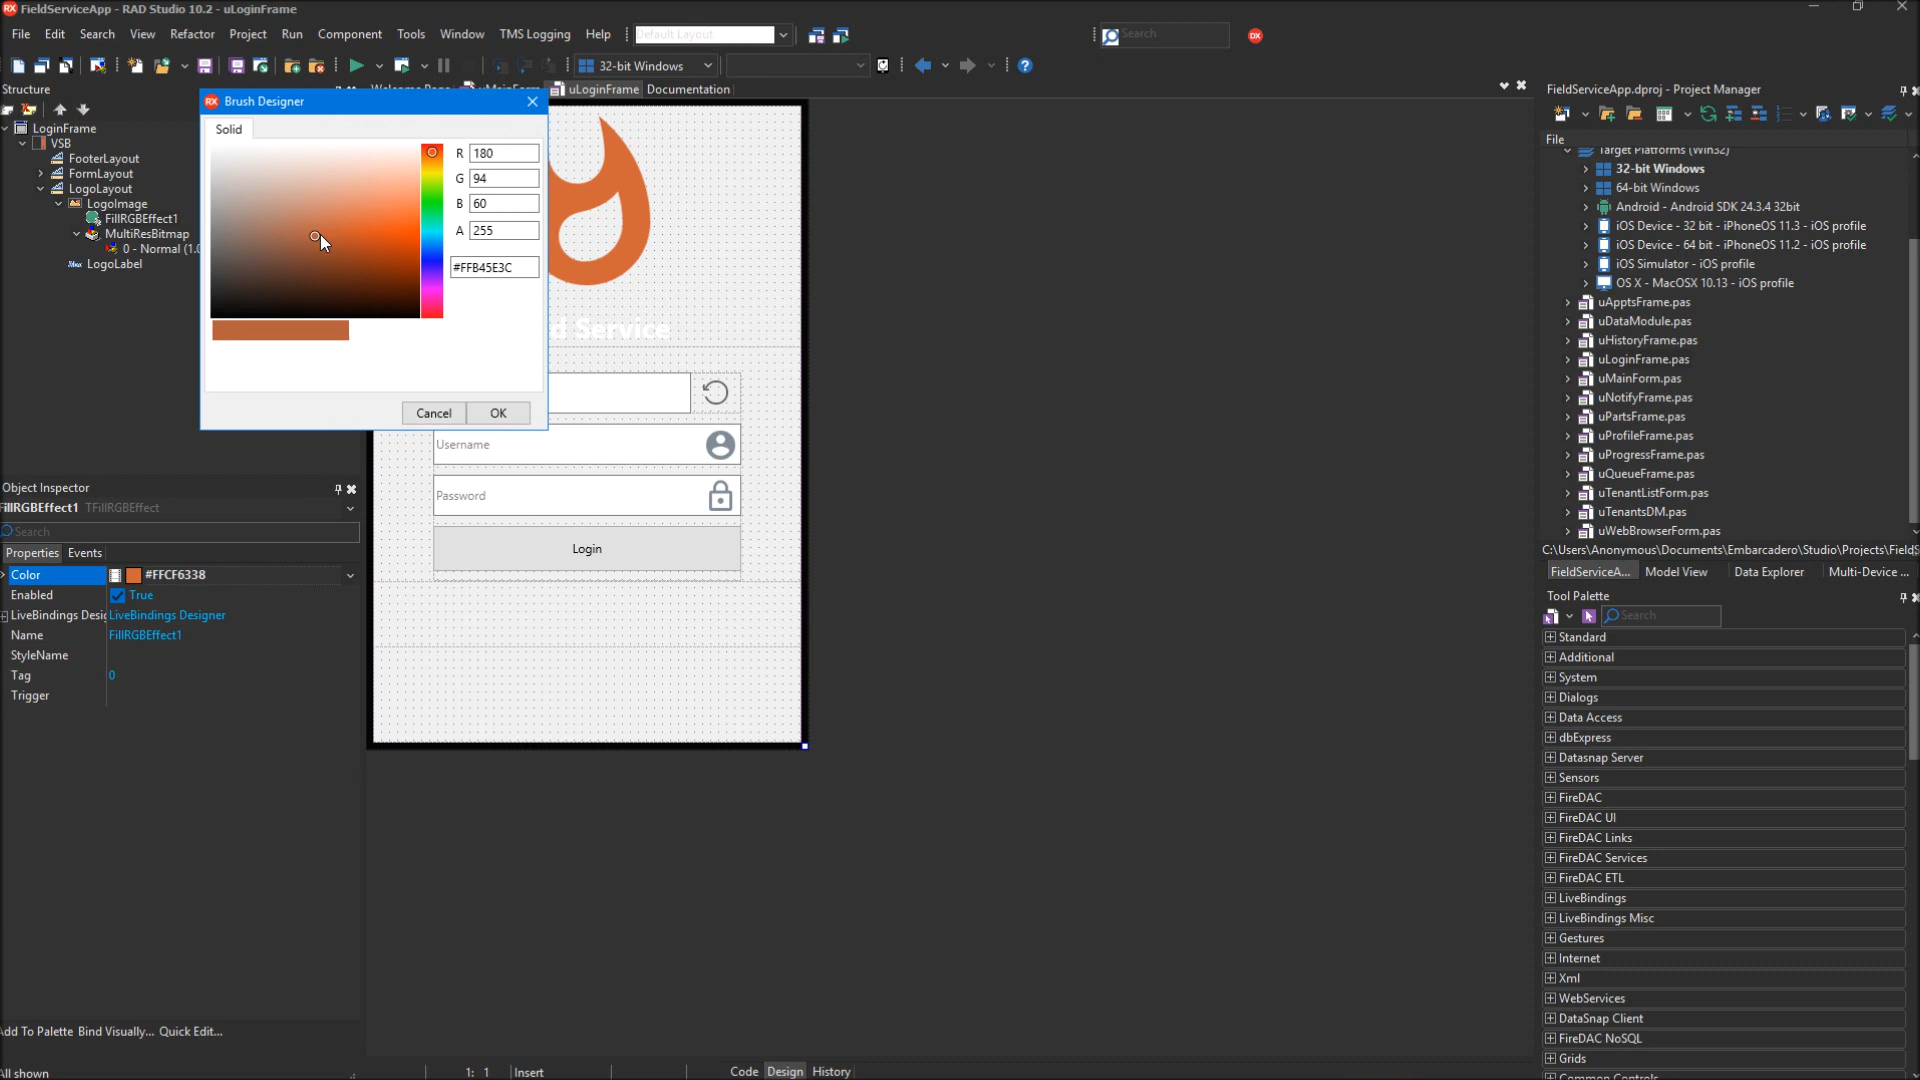 FieldServiceApp - RAD Studio 10.2 - uLoginFrame
File Edit Search View Refactor Project Run Component Tools Window TMS Logging Help Default Layout Search
32-bit Windows
Structure
uLoginFrame Documentation
LoginFrame
VSB
FooterLayout
FormLayout
LogoLayout
LogoImage
FillRGBEffect1
MultiResBitmap
0 - Normal (1.0
LogoLabel
Brush Designer
Solid
R 180
G 94
B 60
A 255
#FFB45E3C
Cancel OK
Service
Username
Password
Login
Object Inspector
FillRGBEffect1 TFillRGBEffect
Search
Properties Events
Color #FFCF6338
Enabled True
LiveBindings Desig LiveBindings Designer
Name FillRGBEffect1
StyleName
Tag 0
Trigger
Add To Palette Bind Visually... Quick Edit...
All shown
1: 1 Insert
Code Design History
FieldServiceApp.dproj - Project Manager
File
Target Platforms (Win32)
32-bit Windows
64-bit Windows
Android - Android SDK 24.3.4 32bit
iOS Device - 32 bit - iPhoneOS 11.3 - iOS profile
iOS Device - 64 bit - iPhoneOS 11.2 - iOS profile
iOS Simulator - iOS profile
OS X - MacOSX 10.13 - iOS profile
uApptsFrame.pas
uDataModule.pas
uHistoryFrame.pas
uLoginFrame.pas
uMainForm.pas
uNotifyFrame.pas
uPartsFrame.pas
uProfileFrame.pas
uProgressFrame.pas
uQueueFrame.pas
uTenantListForm.pas
uTenantsDM.pas
uWebBrowserForm.pas
C:\Users\Anonymous\Documents\Embarcadero\Studio\Projects\FieldS
FieldServiceA... Model View Data Explorer Multi-Device ...
Tool Palette
Search
Standard
Additional
System
Dialogs
Data Access
dbExpress
Datasnap Server
Sensors
FireDAC
FireDAC UI
FireDAC Links
FireDAC Services
FireDAC ETL
LiveBindings
LiveBindings Misc
Gestures
Internet
Xml
WebServices
DataSnap Client
FireDAC NoSQL
Grids
Common Controls